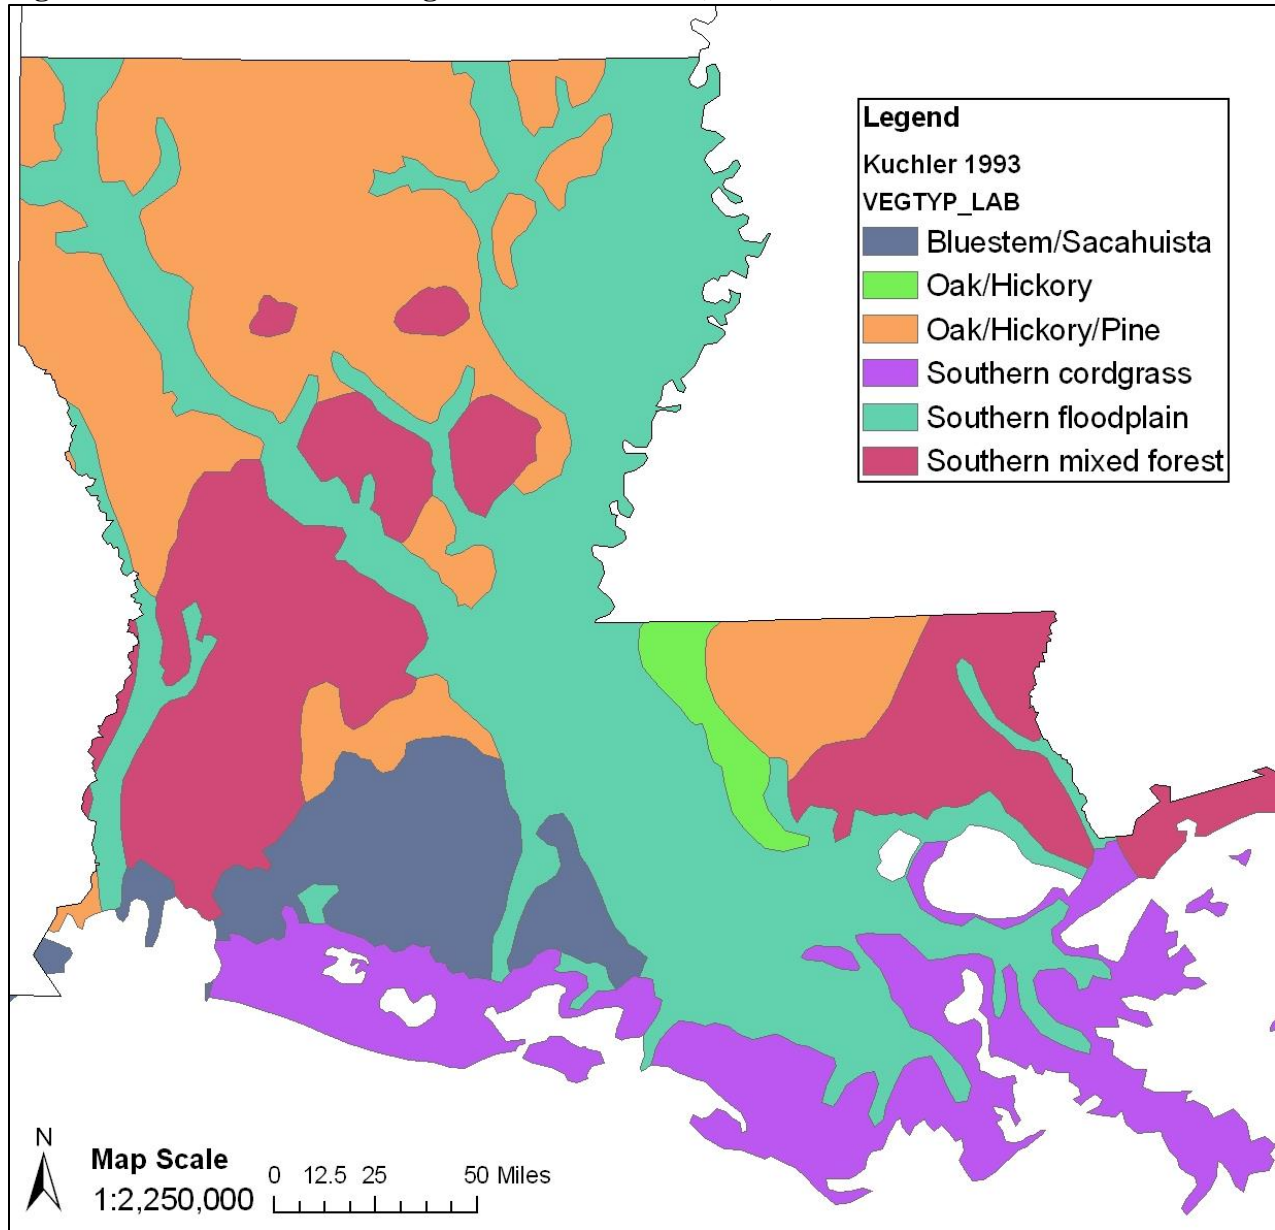 Legend
Kuchler 1993
VEGTYP_LAB
Bluestem/Sacahuista
Oak/Hickory
Oak/Hickory/Pine
Southern cordgrass
Southern floodplain
Southern mixed forest
N
Map Scale
1:2,250,000
0 12.5 25 50 Miles